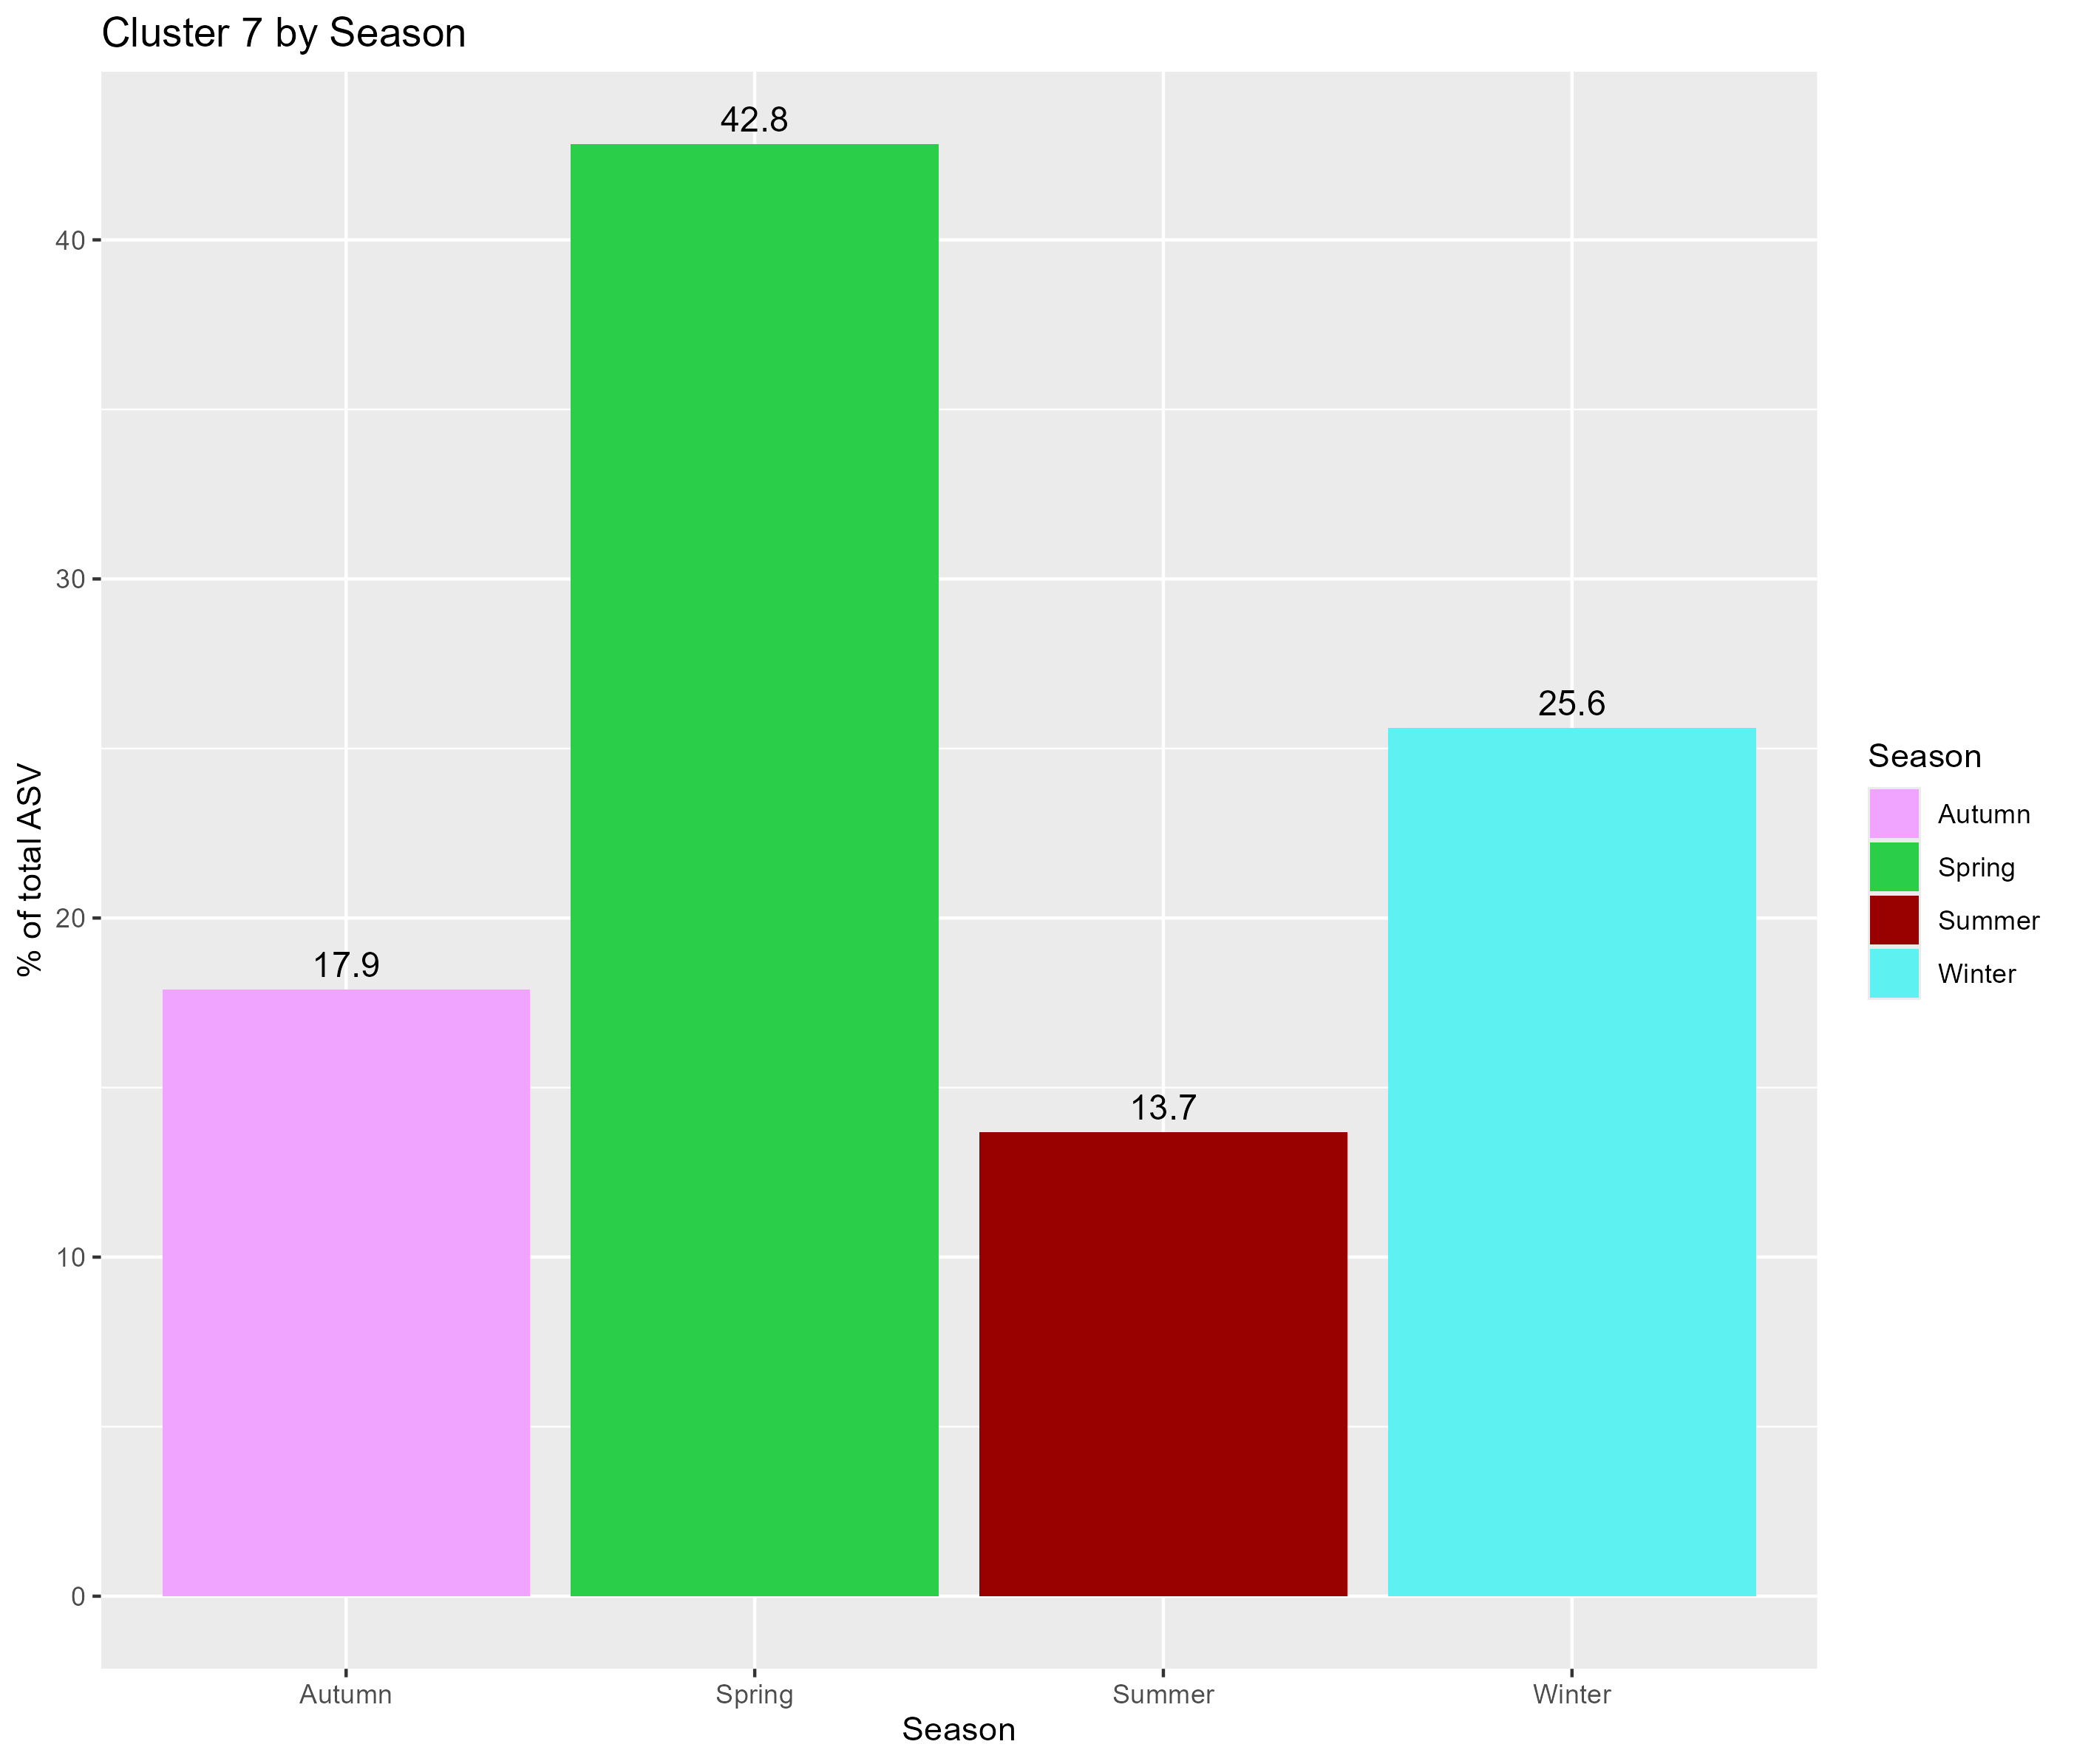 Cluster 7 by Season
% of total ASV
40
30
20
10
0
17.9
42.8
13.7
25.6
Autumn
Spring
Summer
Winter
Season
Season
Autumn
Spring
Summer
Winter